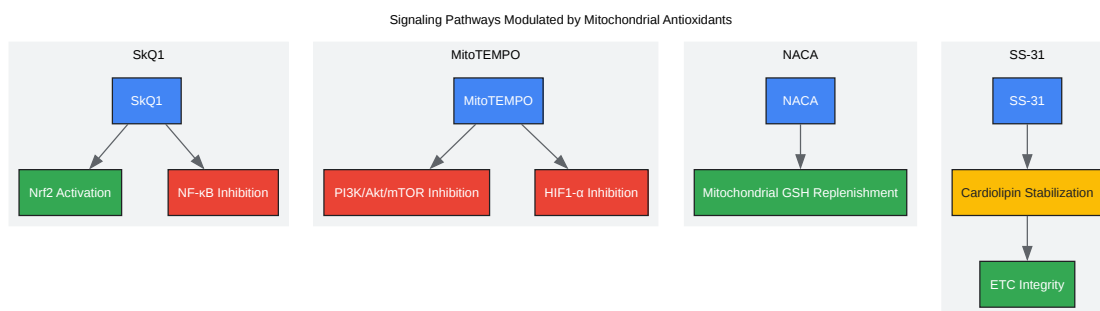 Signaling Pathways Modulated by Mitochondrial Antioxidants
SkQ1
MitoTEMPO
NACA
SS-31
SkQ1
MitoTEMPO
NACA
SS-31
Nrf2 Activation
NF-κB Inhibition
PI3K/Akt/mTOR Inhibition
HIF1-α Inhibition
Mitochondrial GSH Replenishment
Cardiolipin Stabilization
ETC Integrity